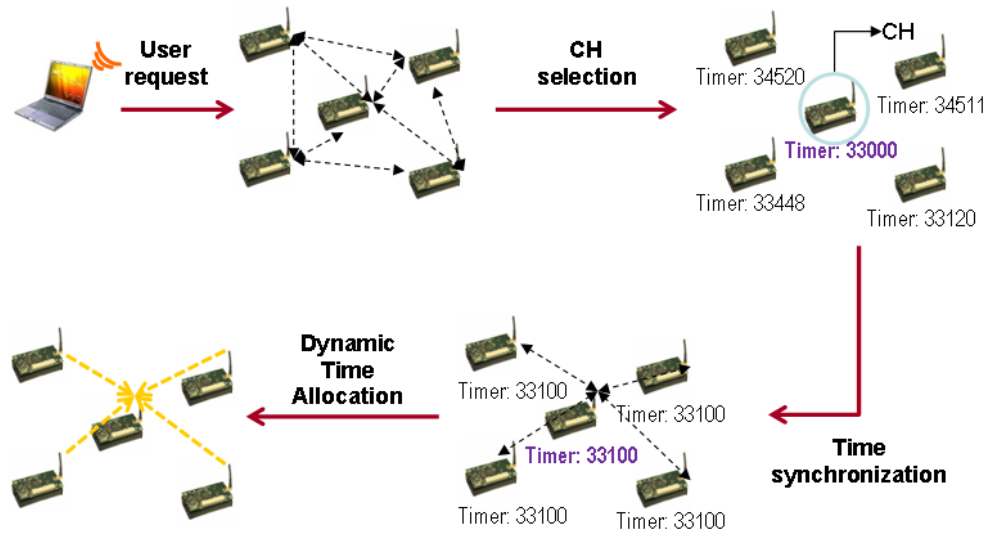 User
request
CH
selection
CH
Timer: 34520
Timer: 34511
Timer: 33000
Timer: 33448
Timer: 33120
Dynamic
Time
Allocation
Timer: 33100
Timer: 33100
Timer: 33100
Timer: 33100
Timer: 33100
Time
synchronization